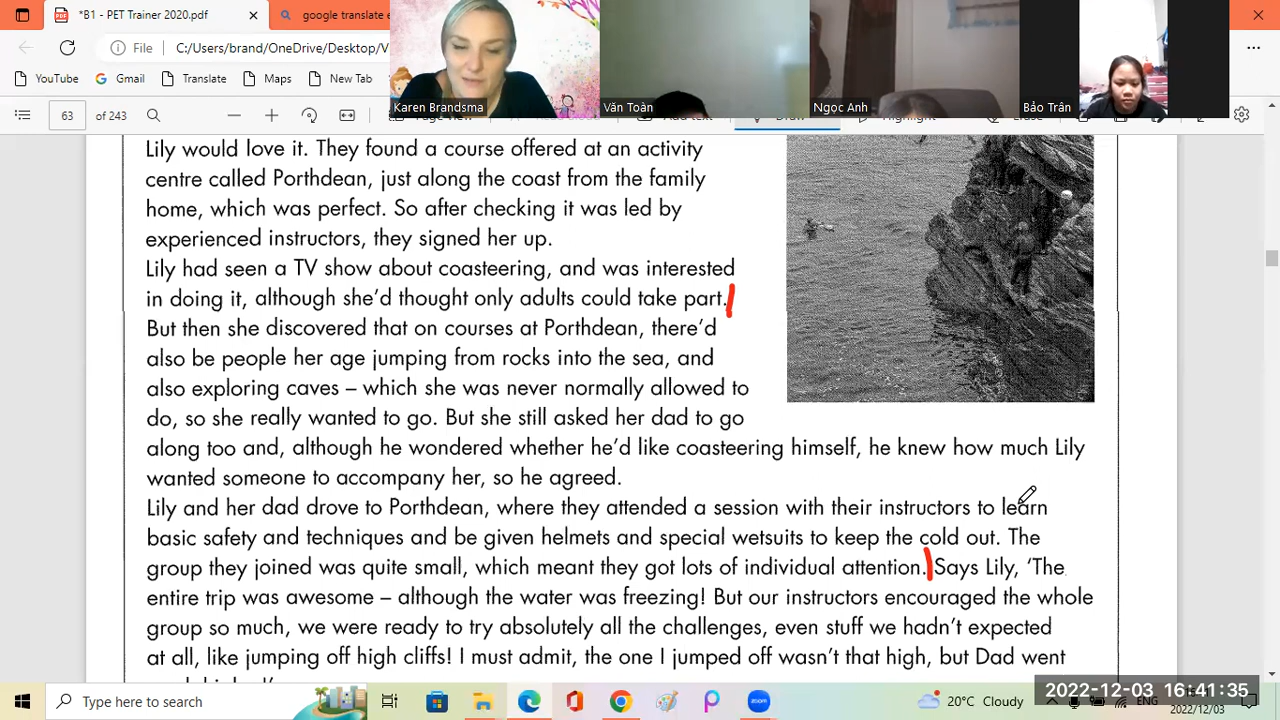 *B1 - PET Trainer.pdf
google translate
File
C:/Users/brand/OneDrive/Desktop/V
YouTube
Gmail
Translate
Maps
New Tab
Karen Brandsma
Văn Toàn
Ngọc Anh
Bảo Trân
63
of 243
Lily would love it. They found a course offered at an activity
centre called Porthdean, just along the coast from the family
home, which was perfect. So after checking it was led by
experienced instructors, they signed her up.
Lily had seen a TV show about coasteering, and was interested
in doing it, although she'd thought only adults could take part.
But then she discovered that on courses at Porthdean, there'd
also be people her age jumping from rocks into the sea, and
also exploring caves – which she was never normally allowed to
do, so she really wanted to go. But she still asked her dad to go
along too and, although he wondered whether he'd like coasteering himself, he knew how much Lily
wanted someone to accompany her, so he agreed.
Lily and her dad drove to Porthdean, where they attended a session with their instructors to learn
basic safety and techniques and be given helmets and special wetsuits to keep the cold out. The
group they joined was quite small, which meant they got lots of individual attention. Says Lily, 'The
entire trip was awesome – although the water was freezing! But our instructors encouraged the whole
group so much, we were ready to try absolutely all the challenges, even stuff we hadn't expected
at all, like jumping off high cliffs! I must admit, the one I jumped off wasn't that high, but Dad went
Type here to search
20°C Cloudy
2022-12-03 16:41:35
2022/12/03